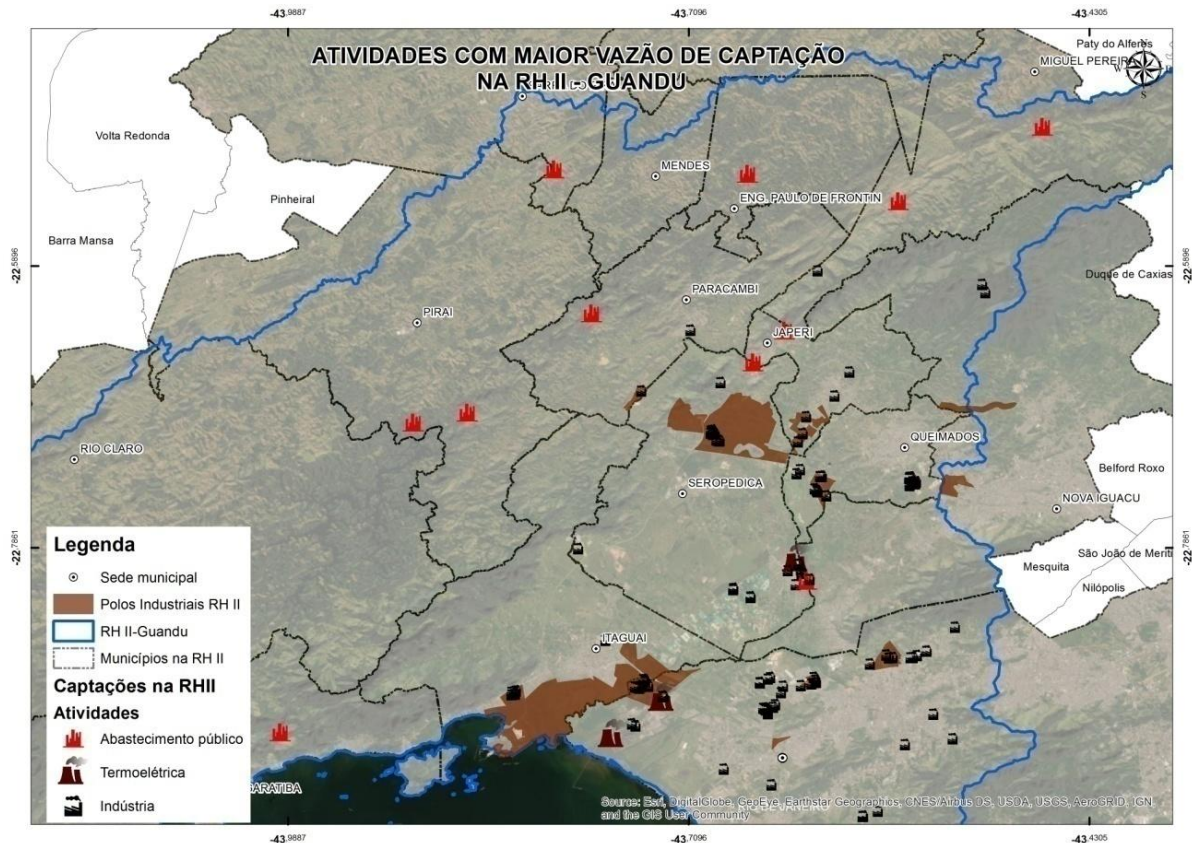 -43,9887
-43,7096
-43,4305
ATIVIDADES COM MAIOR VAZÃO DE CAPTAÇÃO
NA RH II - GUANDU
Paty do Alferes
MIGUEL PEREIRA
N
S
Volta Redonda
MENDES
Pinheiral
ENG. PAULO DE FRONTIN
Barra Mansa
-22,5896
-22,5896
Duque de Caxias
PARACAMBI
PIRAI
JAPERI
RIO CLARO
QUEIMADOS
Belford Roxo
SEROPEDICA
NOVA IGUACU
-22,7861
-22,7861
São João de Meriti
Mesquita
Nilópolis
ITAGUAI
Legenda
Sede municipal
Polos Industriais RH II
RH II-Guandu
Municípios na RH II
Captações na RHII
Atividades
Abastecimento público
Termoelétrica
Indústria
GARATIBA
Source: Esri, DigitalGlobe, GeoEye, Earthstar Geographics, CNES/Airbus DS, USDA, USGS, AeroGRID, IGN,
and the GIS User Community
JANEIRO
-43,9887
-43,7096
-43,4305